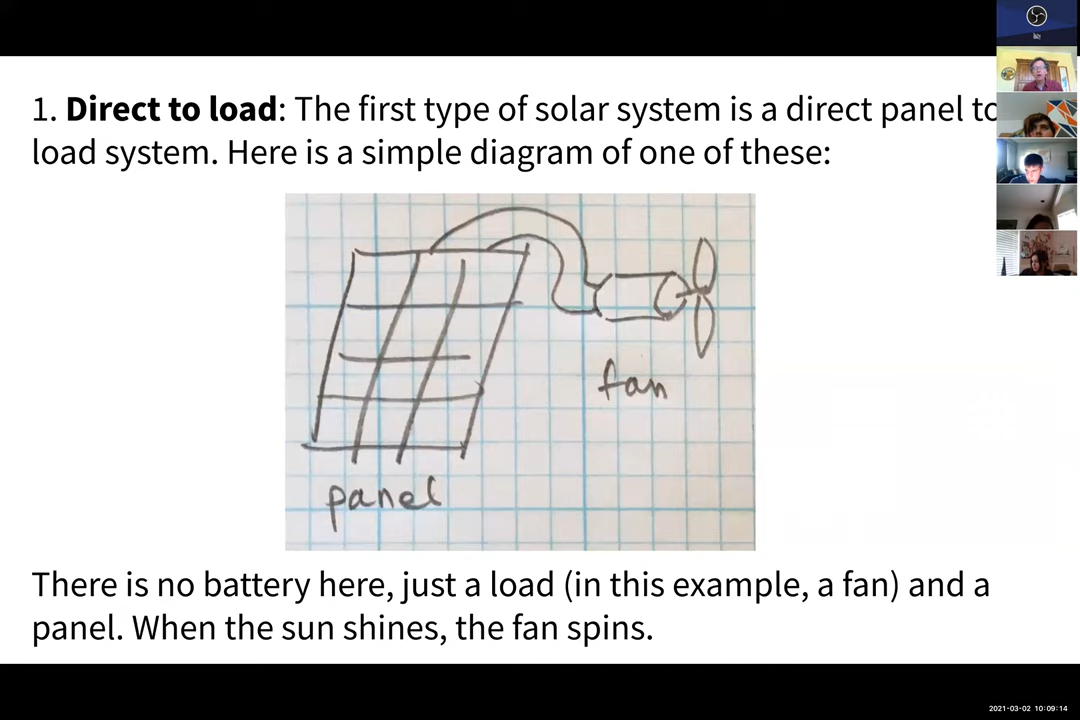 1. Direct to load: The first type of solar system is a direct panel to
load system. Here is a simple diagram of one of these:
fan
panel
There is no battery here, just a load (in this example, a fan) and a
panel. When the sun shines, the fan spins.
2021-03-02 10:09:14